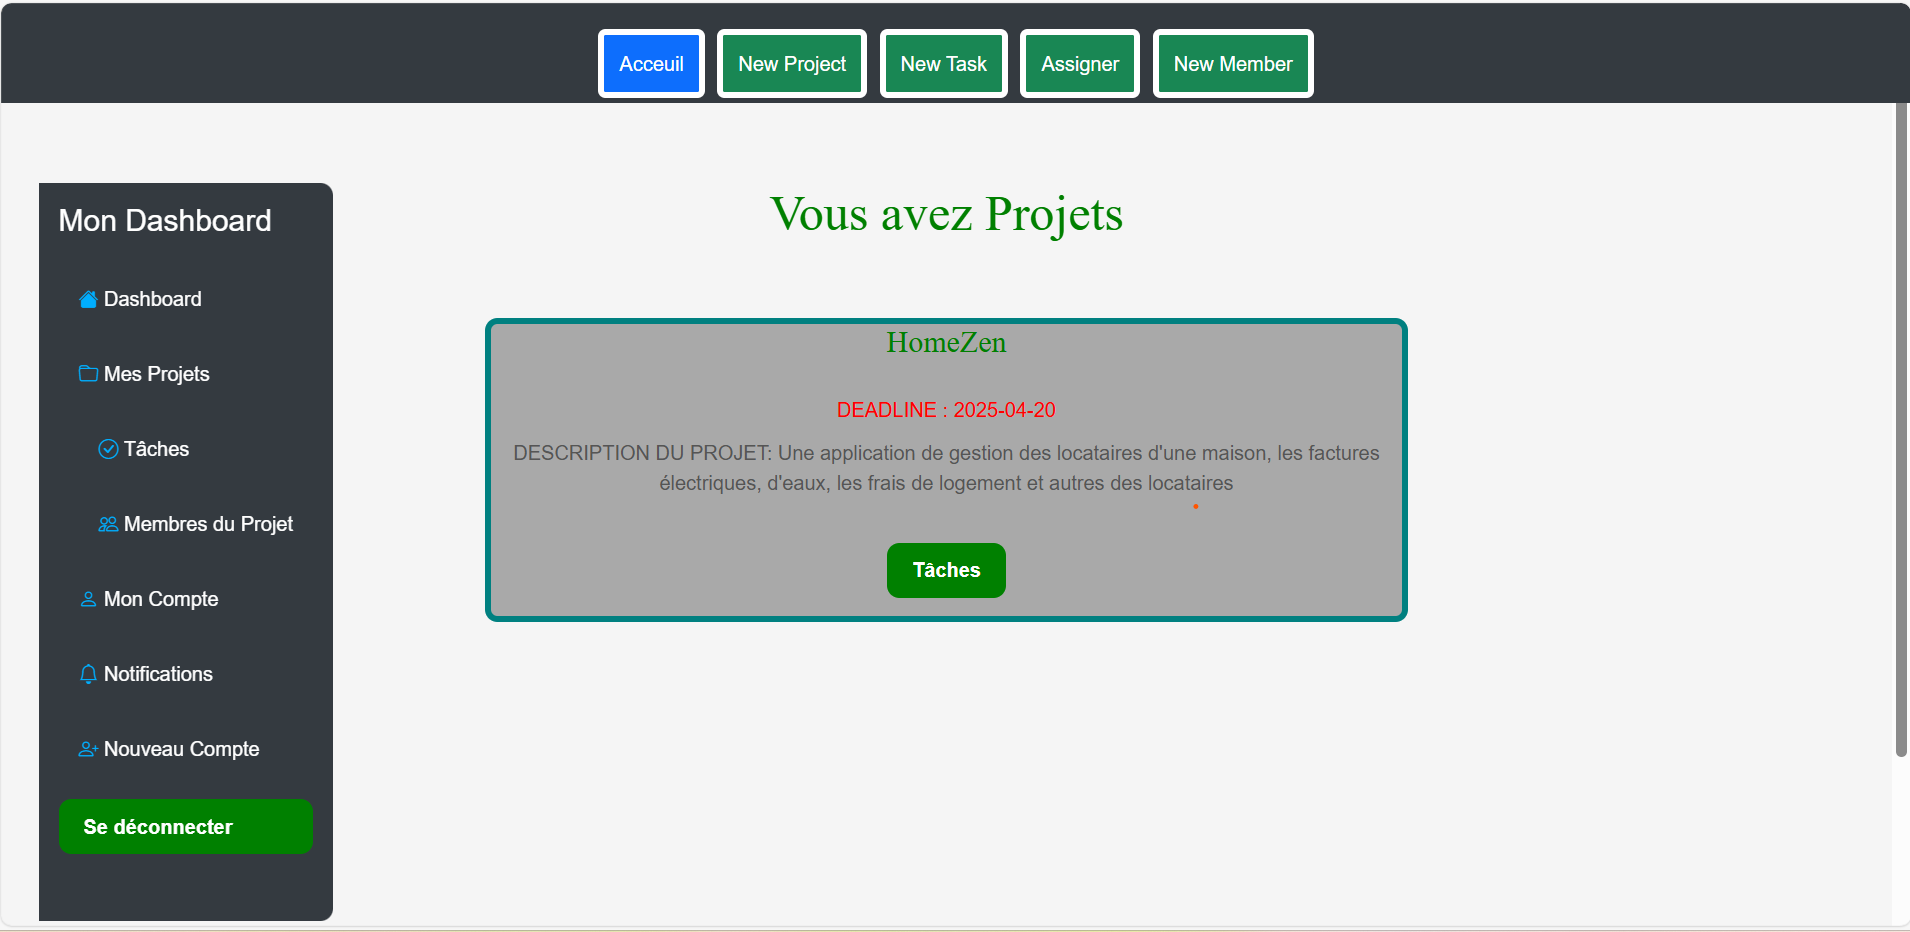 Acceuil
New Project
New Task
Assigner
New Member
Mon Dashboard
Dashboard
Mes Projets
Tâches
Membres du Projet
Mon Compte
Notifications
Nouveau Compte
Se déconnecter
Vous avez Projets
HomeZen
DEADLINE : 2025-04-20
DESCRIPTION DU PROJET: Une application de gestion des locataires d'une maison, les factures
électriques, d'eaux, les frais de logement et autres des locataires
Tâches